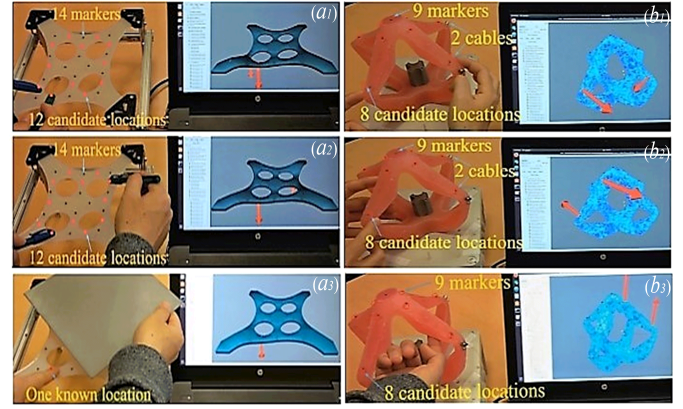 14 markers
(a1)
12 candidate locations
9 markers
2 cables
(b1)
8 candidate locations
14 markers
(a2)
12 candidate locations
9 markers
2 cables
(b2)
8 candidate locations
(a3)
One known location
9 markers
(b3)
8 candidate locations